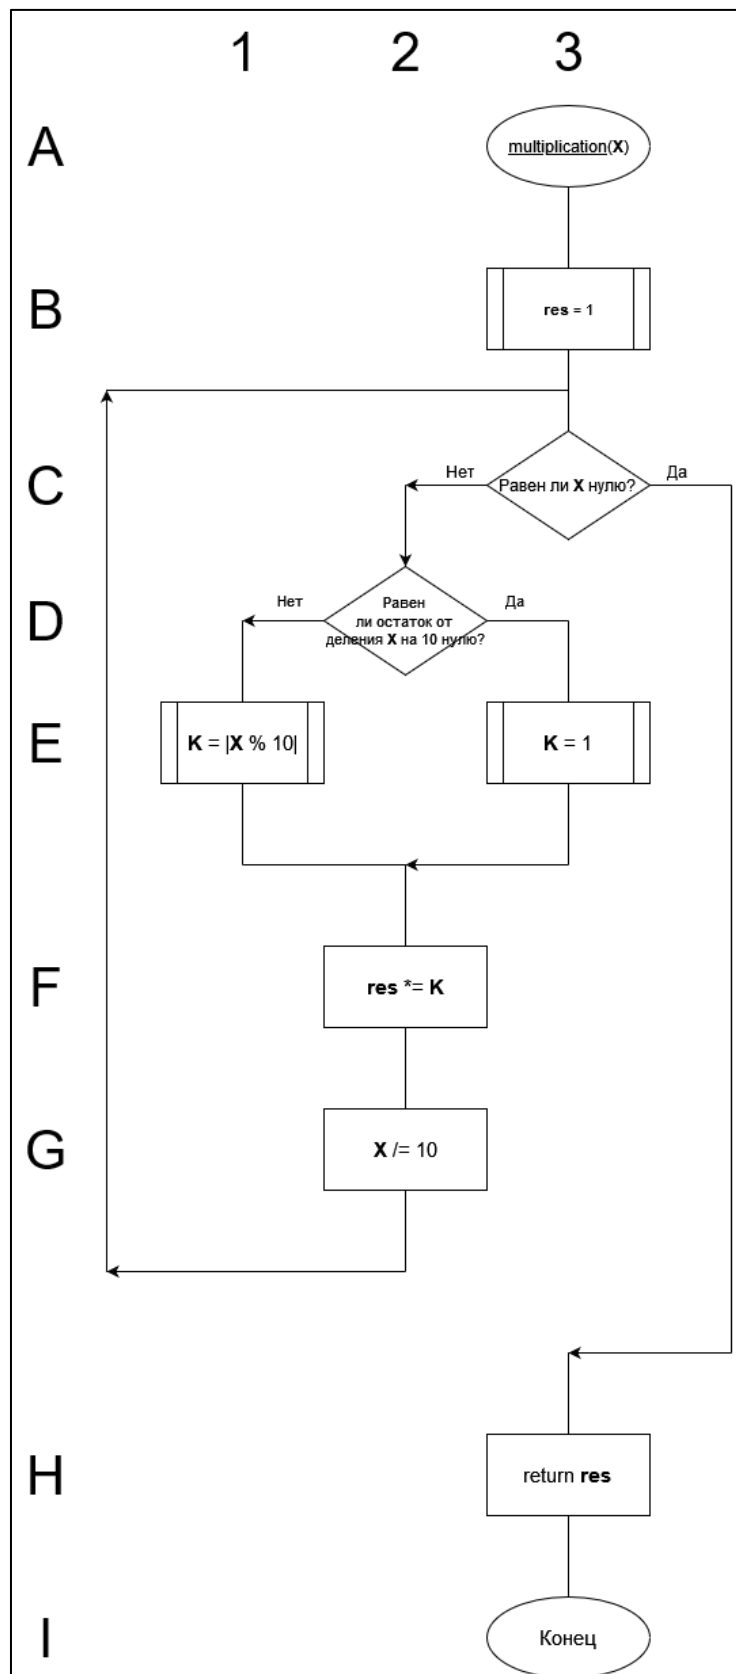 1 2 3
A
multiplication(X)
B
res = 1
C
Нет
Равен ли X нулю?
Да
D
Нет
Равен
ли остаток от
деления X на 10 нулю?
Да
E
K = |X % 10|
K = 1
F
res *= K
G
X /= 10
H
return res
I
Конец